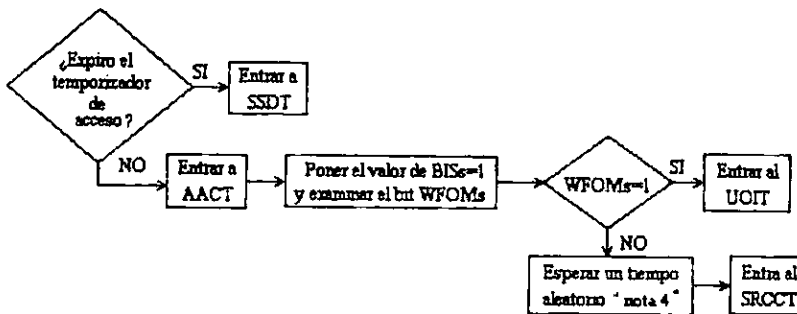 ¿Expiro el
temporizador
de
acceso?
SI
Entrar a
SSDT
NO
Entrar a
AACT
Poner el valor de BISs=1
y examinar el bit WFOMs
WFOMs=1
SI
Entrar al
UOIT
NO
Esperar un tiempo
aleatorio " nota 4 "
Entra al
SRCCT